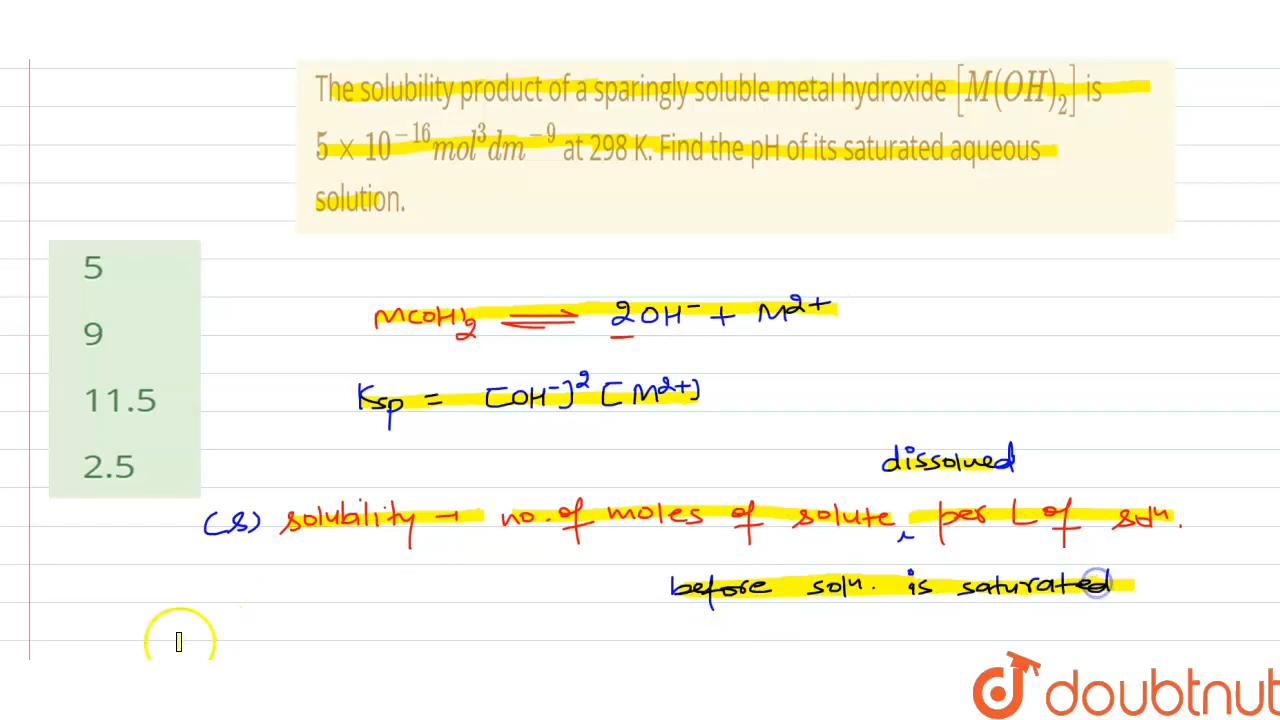 The solubility product of a sparingly soluble metal hydroxide [M(OH)₂] is
5 × 10⁻¹⁶ mol³ dm⁻⁹ at 298 K. Find the pH of its saturated aqueous
solution.
5
9
11.5
2.5
M(OH)₂ ⇌ 2OH⁻ + M²⁺
Ksp = [OH⁻]² [M²⁺]
dissolved
(s) solubility → no. of moles of solute, per L of solⁿ.
before solⁿ. is saturated
doubtnut